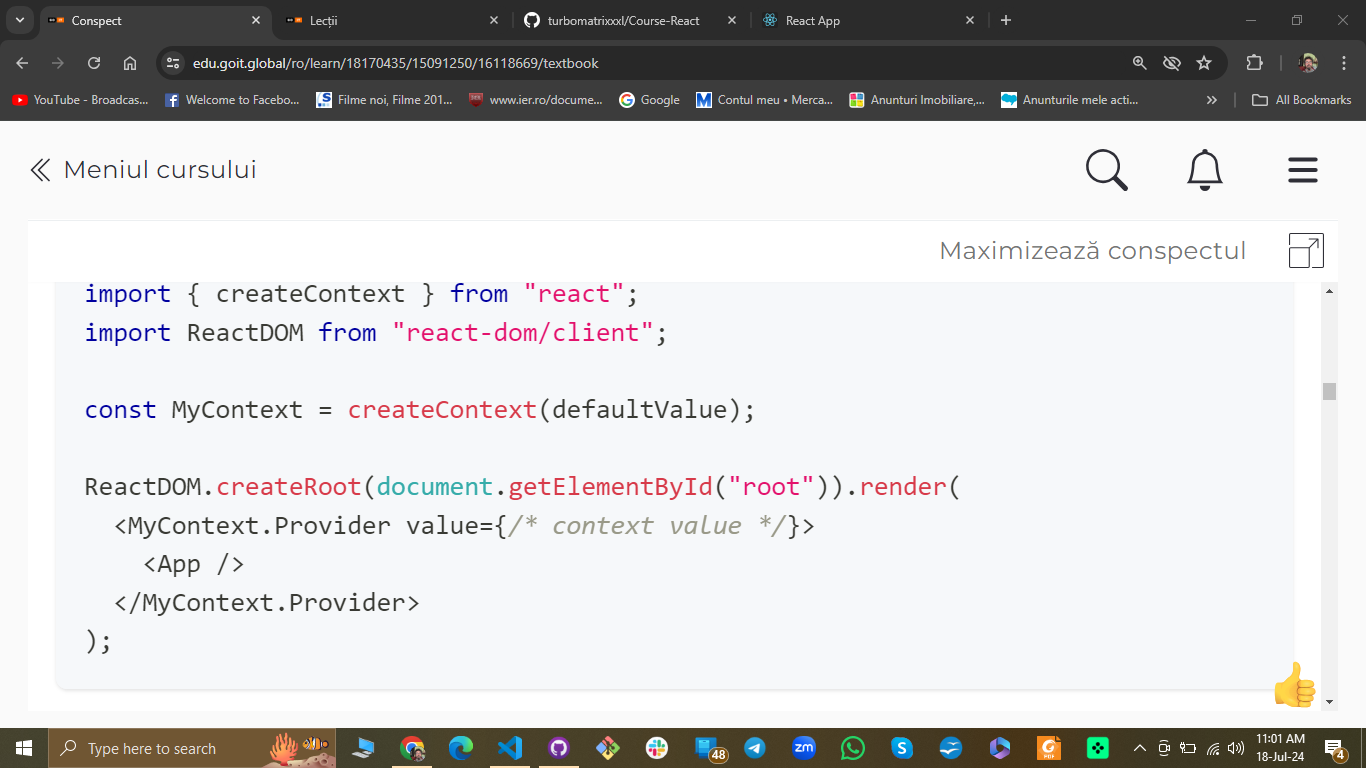 Conspect
Lecții
turbomatrixxxl/Course-React
React App
edu.goit.global/ro/learn/18170435/15091250/16118669/textbook
YouTube - Broadcas...
Welcome to Facebo...
Filme noi, Filme 201...
www.ier.ro/docume...
Google
Contul meu • Merca...
Anunturi Imobiliare,...
Anunturile mele acti...
All Bookmarks
Meniul cursului
Maximizează conspectul
import { createContext } from "react";
import ReactDOM from "react-dom/client";
const MyContext = createContext(defaultValue);
ReactDOM.createRoot(document.getElementById("root")).render(
<MyContext.Provider value={/* context value */}>
<App />
</MyContext.Provider>
);
Type here to search
48
zm
11:01 AM
18-Jul-24
4